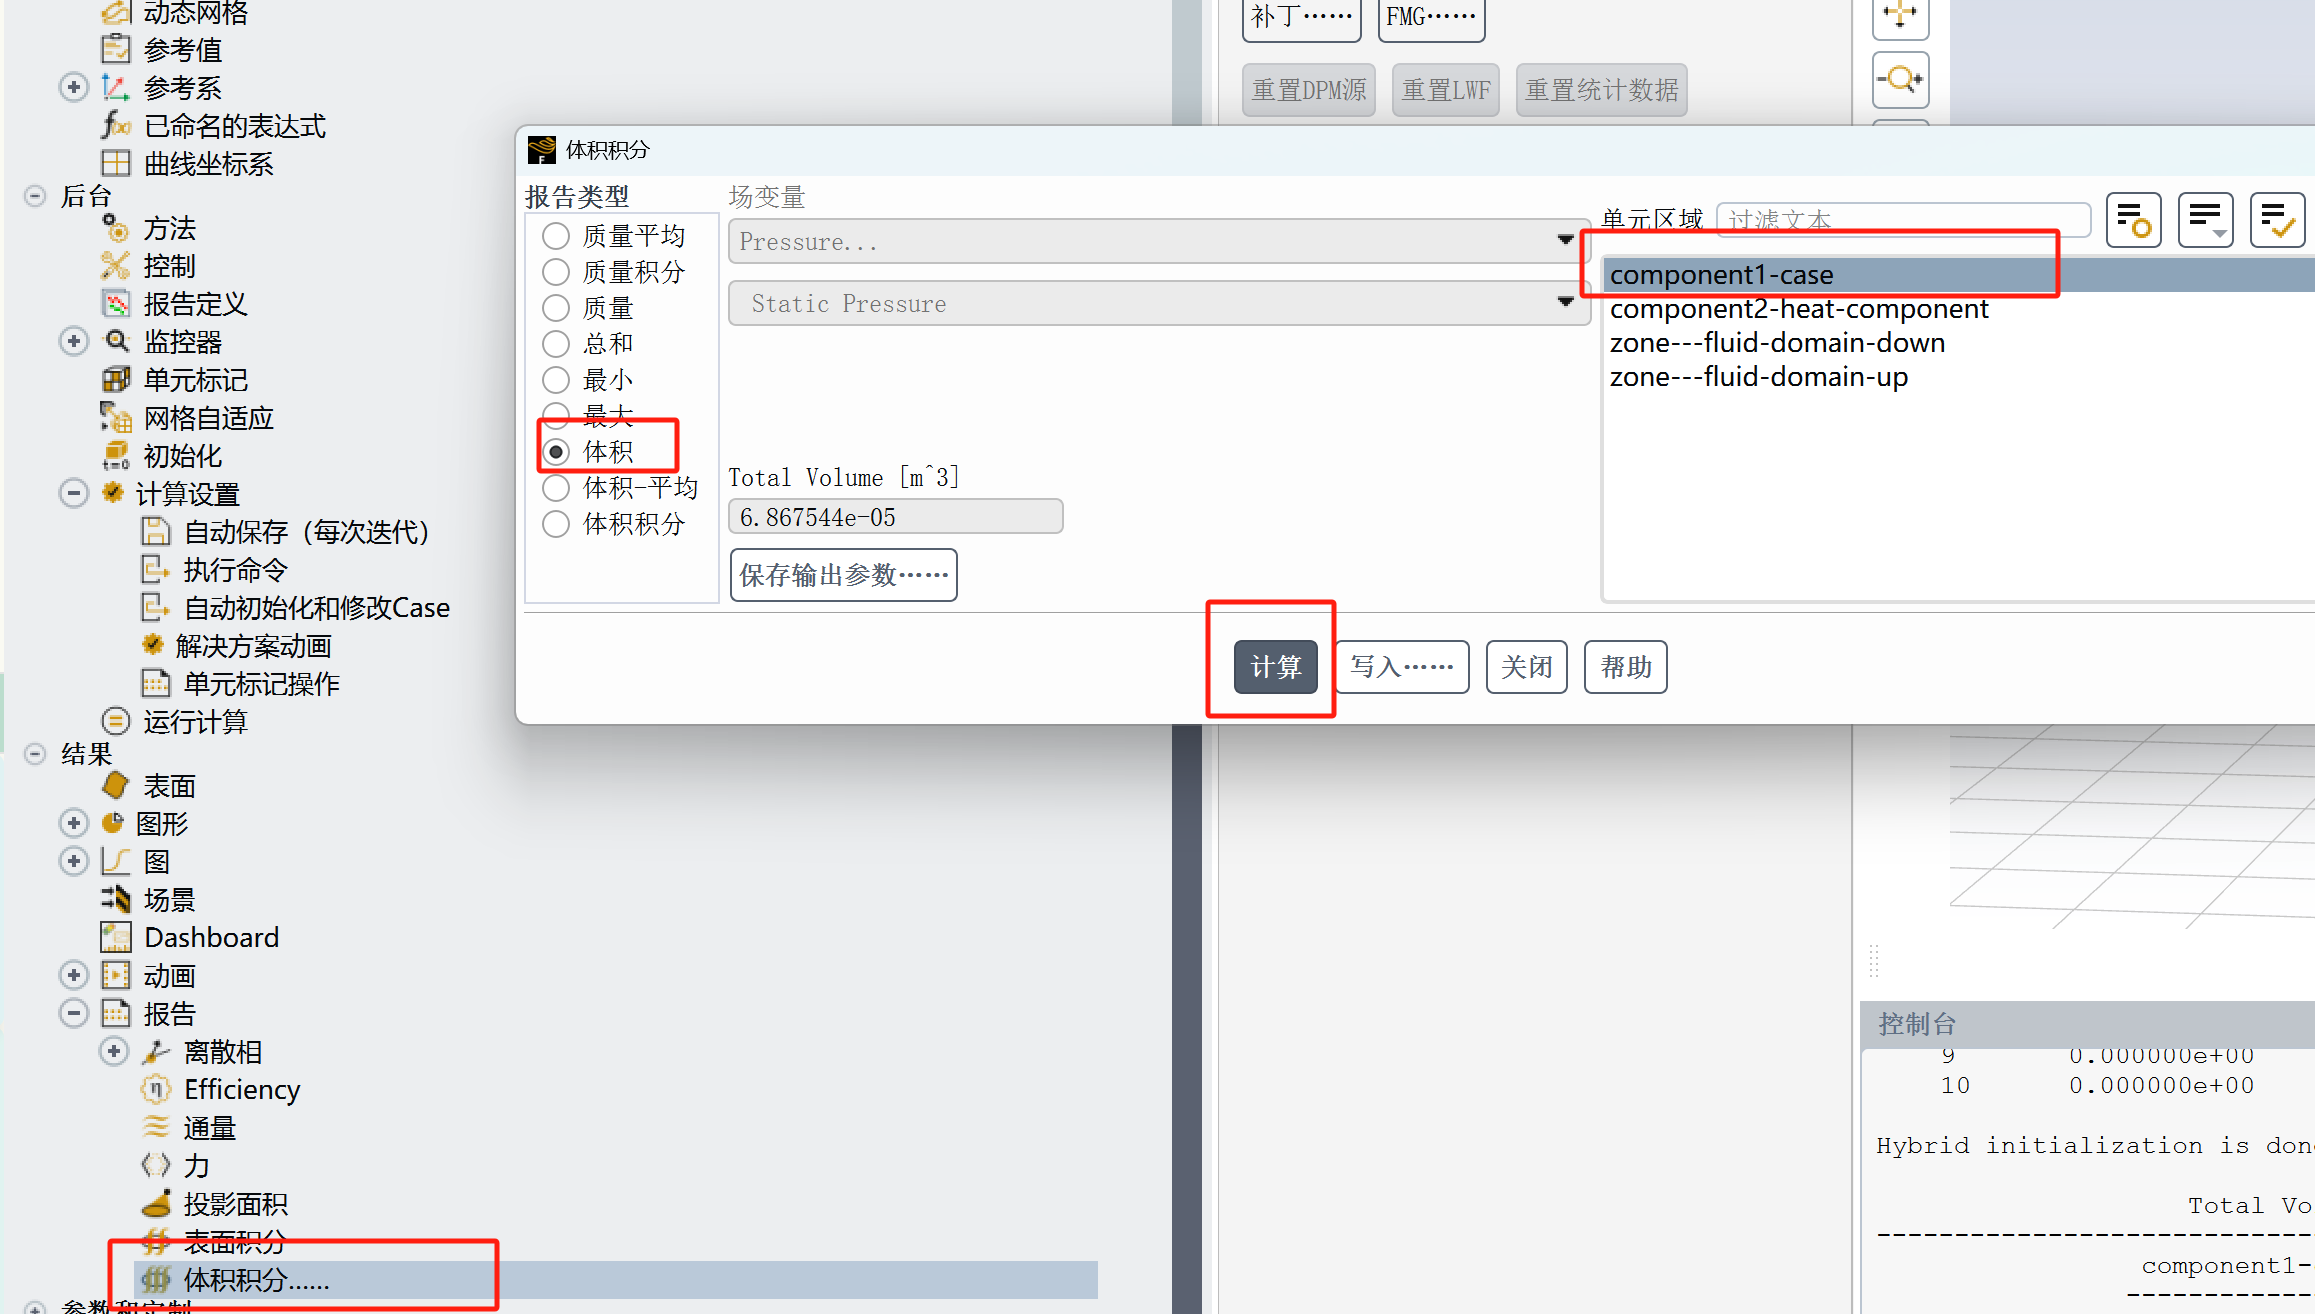 动态网格
参考值
参考系
已命名的表达式
曲线坐标系
后台
方法
控制
报告定义
监控器
单元标记
网格自适应
初始化
计算设置
自动保存（每次迭代）
执行命令
自动初始化和修改Case
解决方案动画
单元标记操作
运行计算
结果
表面
图形
图
场景
Dashboard
动画
报告
离散相
Efficiency
通量
力
投影面积
表面积分
体积积分......
参数和定制
补丁······
FMG······
重置DPM源
重置LWF
重置统计数据
体积积分
报告类型
质量平均
质量积分
质量
总和
最小
最大
体积
体积-平均
体积积分
场变量
Pressure...
Static Pressure
Total Volume [m^3]
6.867544e-05
保存输出参数······
单元区域
过滤文本
component1-case
component2-heat-component
zone---fluid-domain-down
zone---fluid-domain-up
计算
写入······
关闭
帮助
控制台
9 0.000000e+00
10 0.000000e+00
Hybrid initialization is don
Total Vo
--------------------------------
component1-
------------